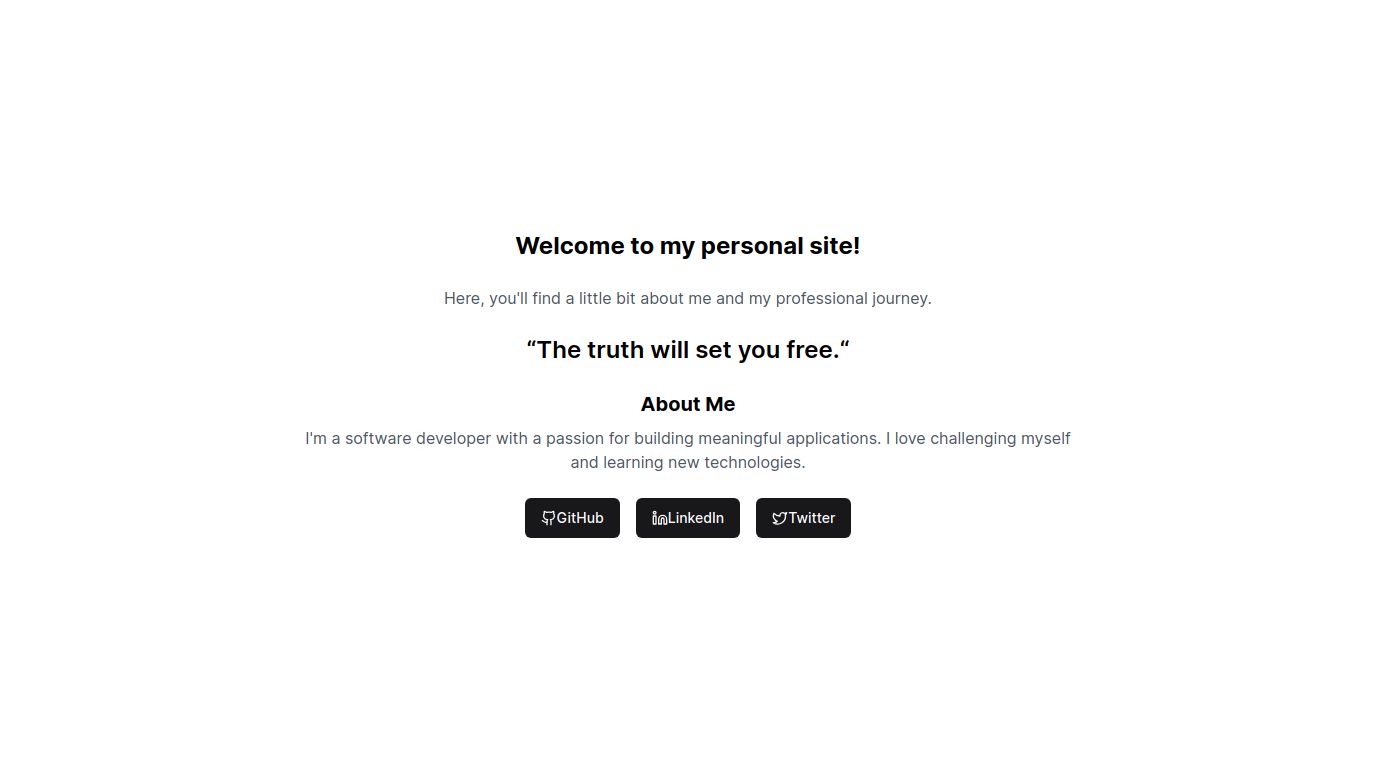 Welcome to my personal site!
Here, you'll find a little bit about me and my professional journey.
“The truth will set you free.“
About Me
I'm a software developer with a passion for building meaningful applications. I love challenging myself
and learning new technologies.
GitHub LinkedIn Twitter